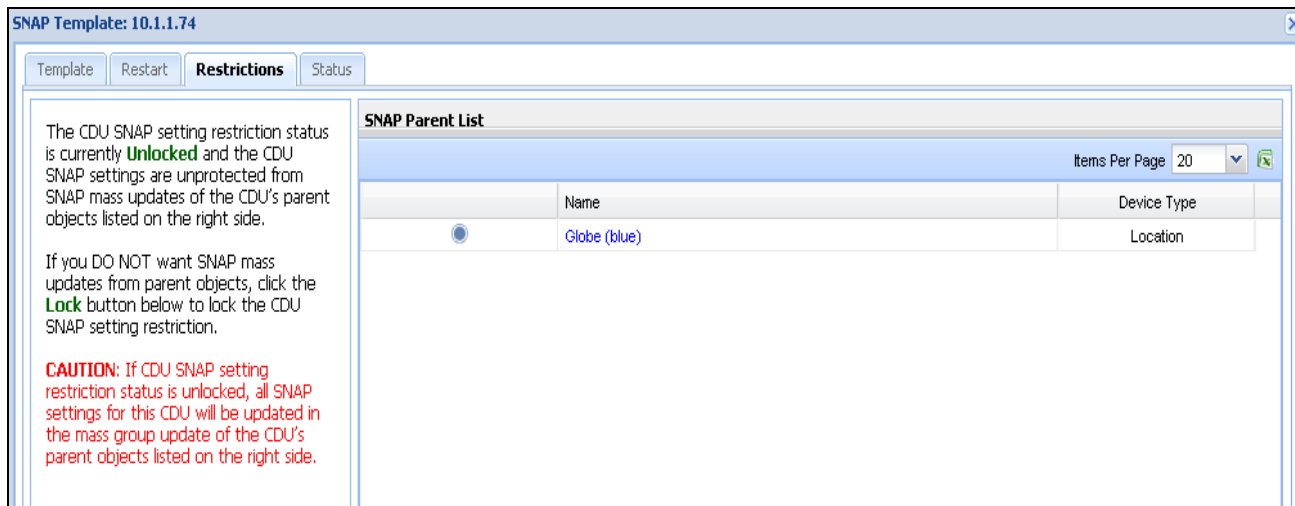 SNAP Template: 10.1.1.74
Template Restart Restrictions Status
The CDU SNAP setting restriction status
is currently Unlocked and the CDU
SNAP settings are unprotected from
SNAP mass updates of the CDU's parent
objects listed on the right side.
If you DO NOT want SNAP mass
updates from parent objects, click the
Lock button below to lock the CDU
SNAP setting restriction.
CAUTION: If CDU SNAP setting
restriction status is unlocked, all SNAP
settings for this CDU will be updated in
the mass group update of the CDU's
parent objects listed on the right side.
SNAP Parent List
Items Per Page 20
Name Device Type
Globe (blue) Location